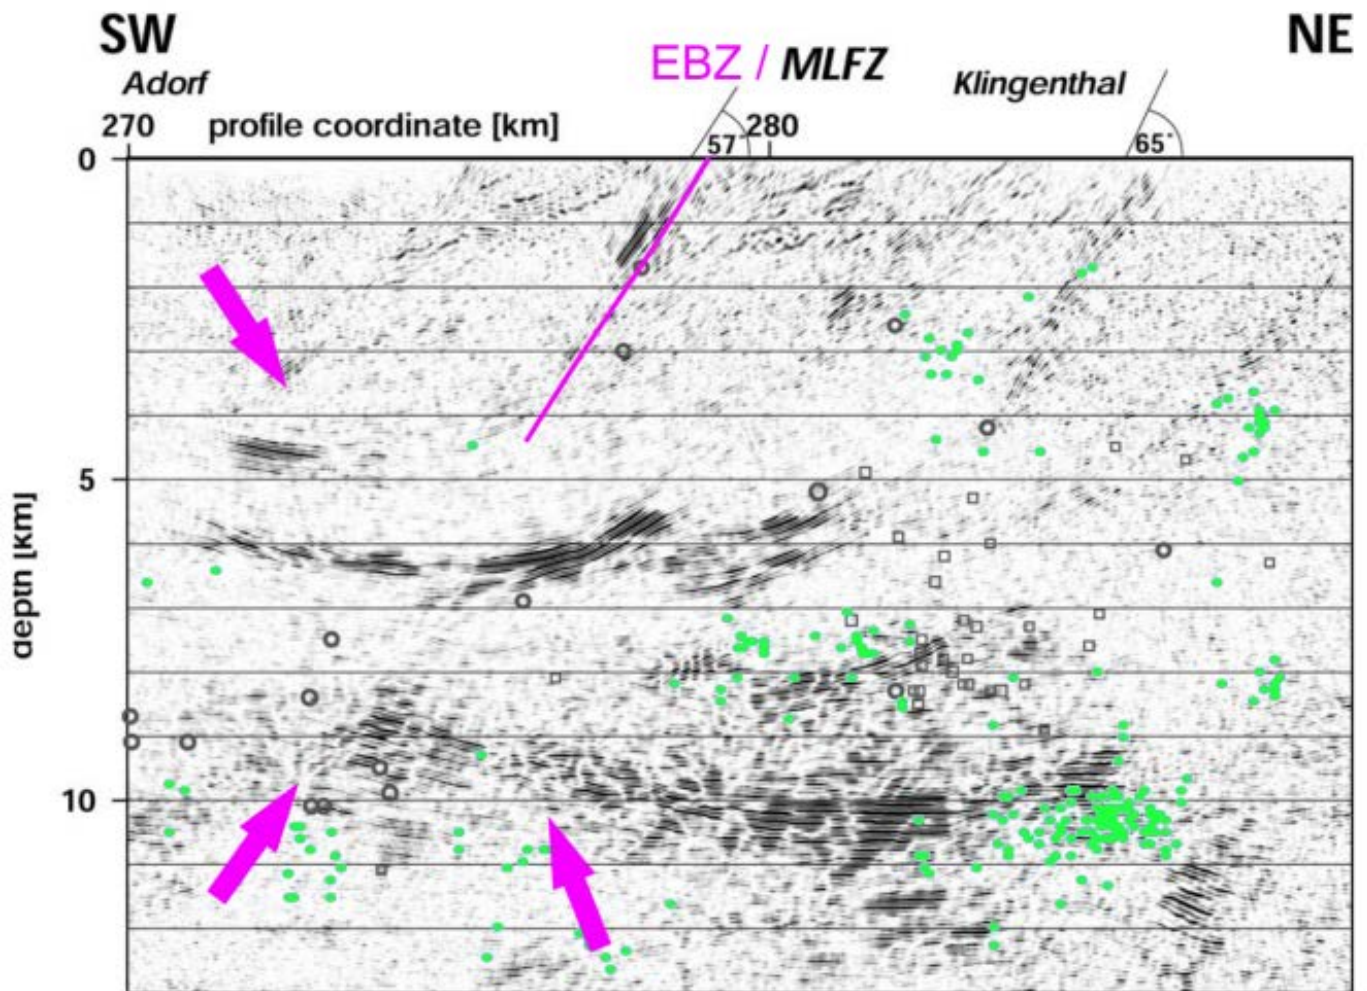 SW
NE
EBZ / MLFZ
Adorf
Klingenthal
270
profile coordinate [km]
280
57
65°
0
5
10
depth [km]